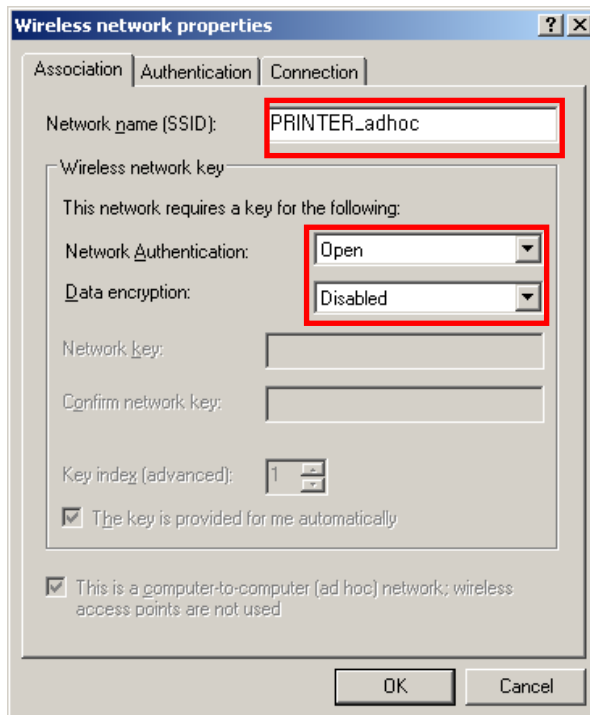 Wireless network properties
Association Authentication Connection
Network name (SSID): PRINTER_adhoc
Wireless network key
This network requires a key for the following:
Network Authentication: Open
Data encryption: Disabled
Network key:
Confirm network key:
Key index (advanced): 1
The key is provided for me automatically
This is a computer-to-computer (ad hoc) network; wireless
access points are not used
OK Cancel